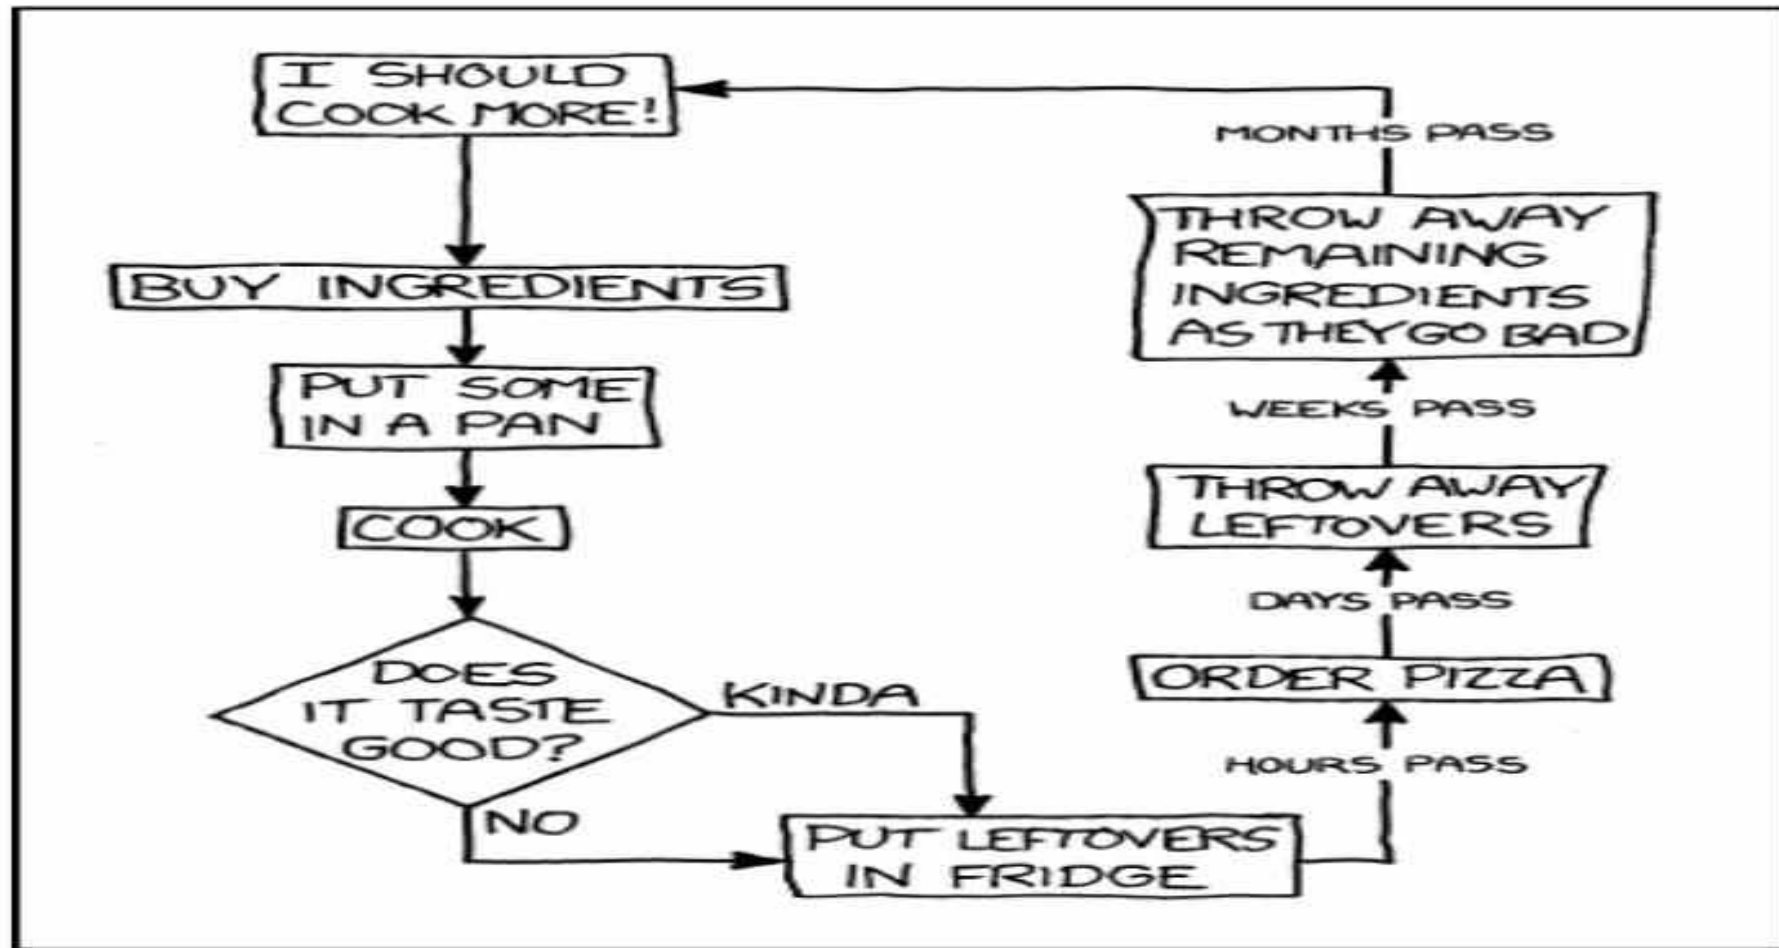 I SHOULD
COOK MORE!
BUY INGREDIENTS
PUT SOME
IN A PAN
COOK
DOES
IT TASTE
GOOD?
KINDA
NO
PUT LEFTOVERS
IN FRIDGE
HOURS PASS
ORDER PIZZA
DAYS PASS
THROW AWAY
LEFTOVERS
WEEKS PASS
THROW AWAY
REMAINING
INGREDIENTS
AS THEY GO BAD
MONTHS PASS